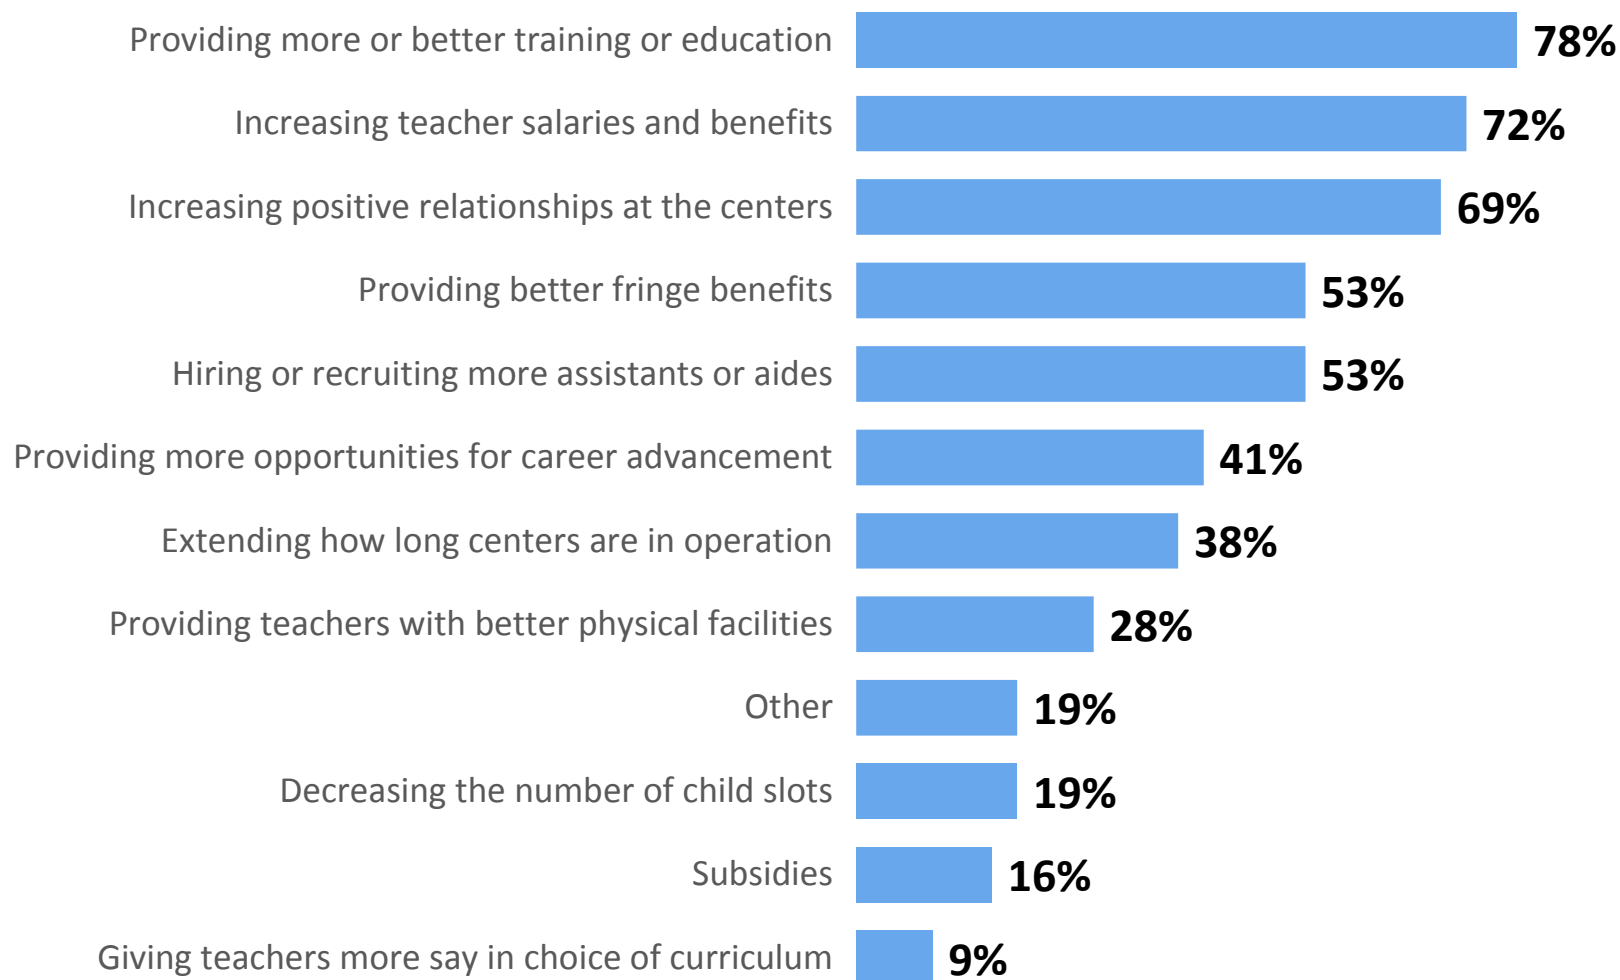 Providing more or better training or education 78%
Increasing teacher salaries and benefits 72%
Increasing positive relationships at the centers 69%
Providing better fringe benefits 53%
Hiring or recruiting more assistants or aides 53%
Providing more opportunities for career advancement 41%
Extending how long centers are in operation 38%
Providing teachers with better physical facilities 28%
Other 19%
Decreasing the number of child slots 19%
Subsidies 16%
Giving teachers more say in choice of curriculum 9%